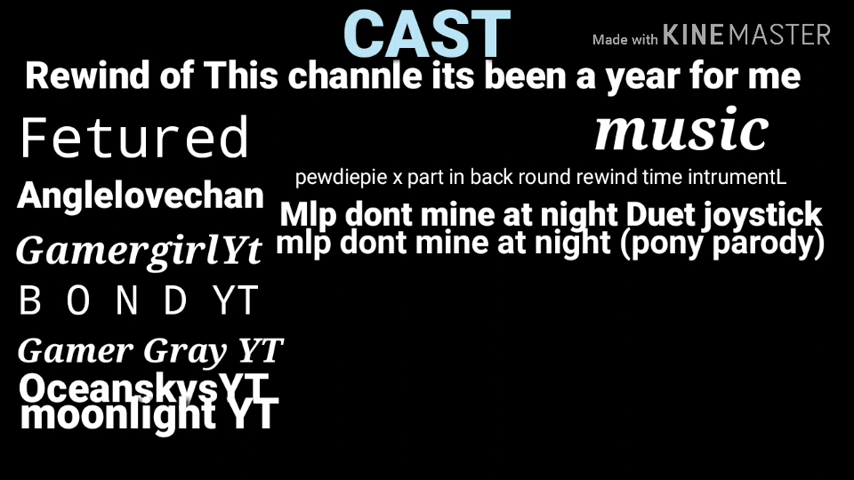 CAST
Made with KINEMASTER
Rewind of This channle its been a year for me
Fetured
music
pewdiepie x part in back round rewind time intrumentL
Anglelovechan
Mlp dont mine at night Duet joystick
GamergirlYt
mlp dont mine at night (pony parody)
B O N D YT
Gamer Gray YT
OceanskysYT
moonlight YT